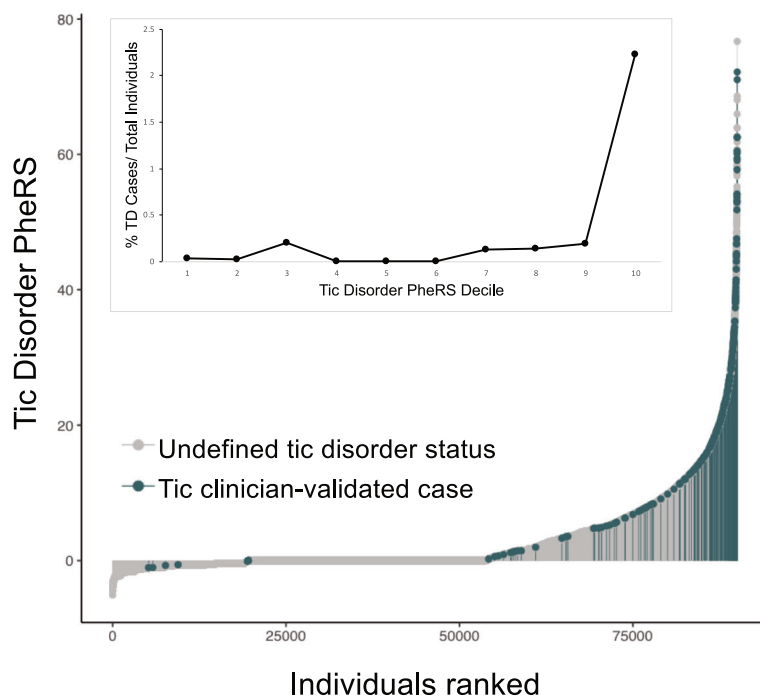 80
60
40
20
0
Tic Disorder PheRS
2.5
2
1.5
1
0.5
0
% TD Cases/ Total Individuals
1 2 3 4 5 6 7 8 9 10
Tic Disorder PheRS Decile
Undefined tic disorder status
Tic clinician-validated case
0 25000 50000 75000
Individuals ranked